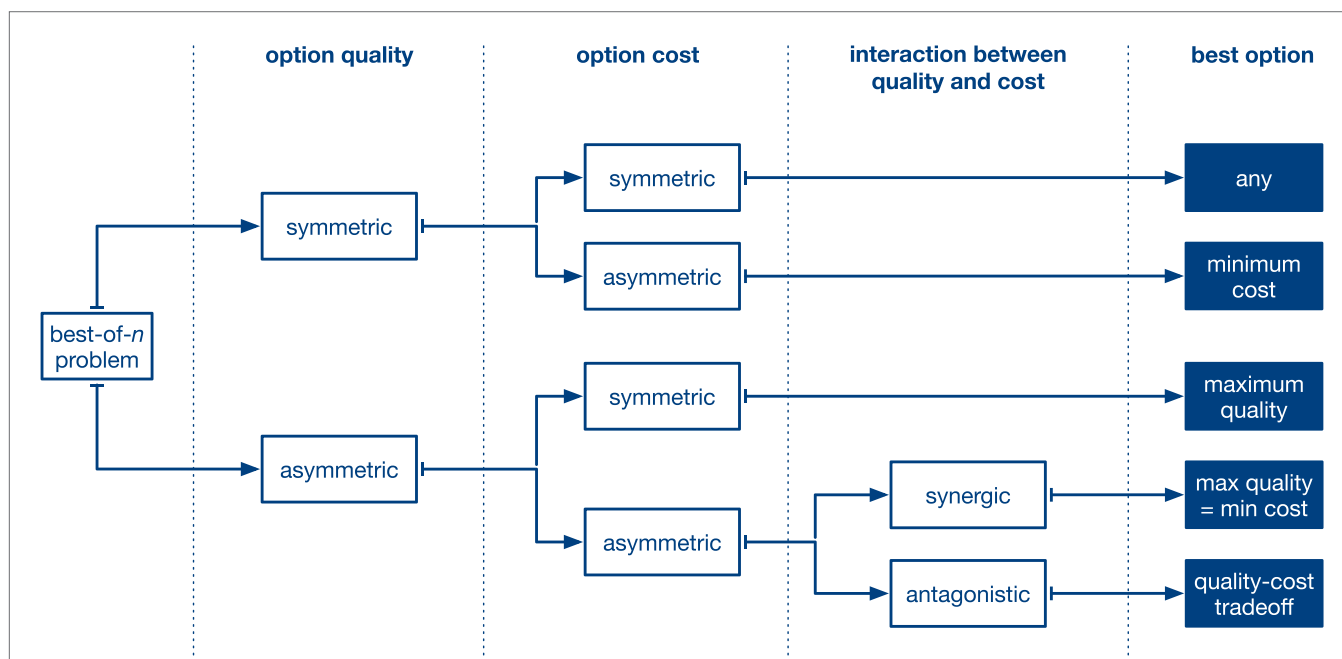 option quality
option cost
interaction between
quality and cost
best option
symmetric
any
symmetric
asymmetric
minimum
cost
best-of-n
problem
symmetric
maximum
quality
asymmetric
synergic
max quality
= min cost
asymmetric
antagonistic
quality-cost
tradeoff